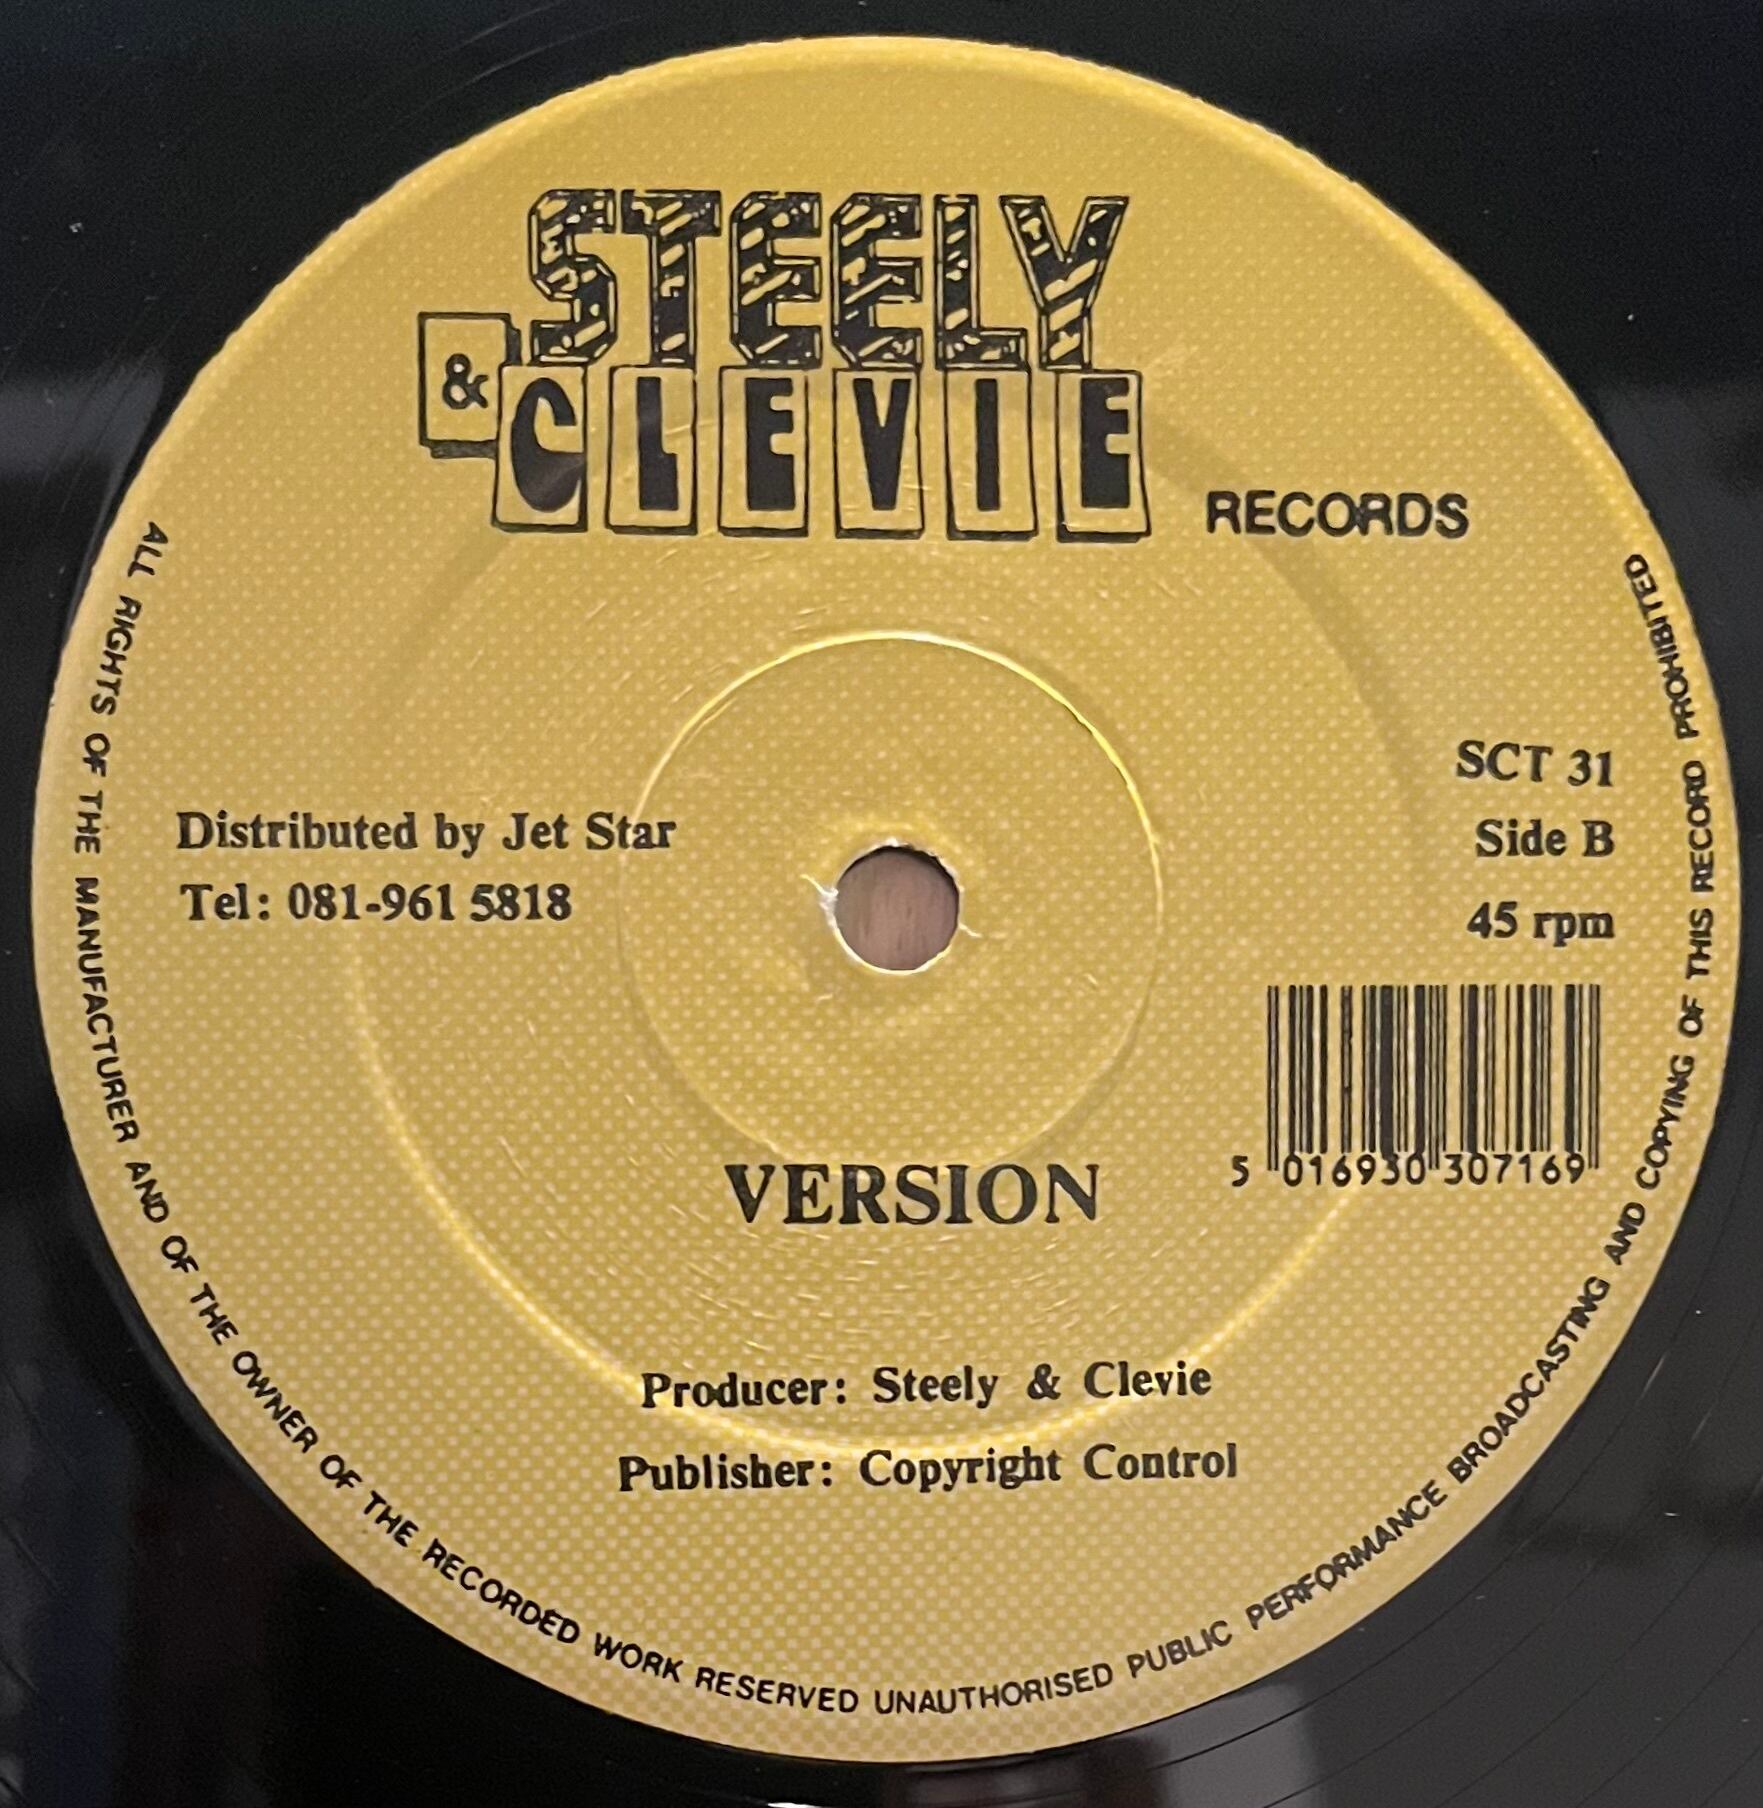 STEELY
& CLEVIE
RECORDS
SCT 31
Side B
45 rpm
Distributed by Jet Star
Tel: 081-961 5818
5 016930 307169
VERSION
Producer: Steely & Clevie
Publisher: Copyright Control
ALL RIGHTS OF THE MANUFACTURER AND OF THE OWNER OF THE RECORDED WORK RESERVED UNAUTHORISED PUBLIC PERFORMANCE BROADCASTING AND COPYING OF THIS RECORD PROHIBITED